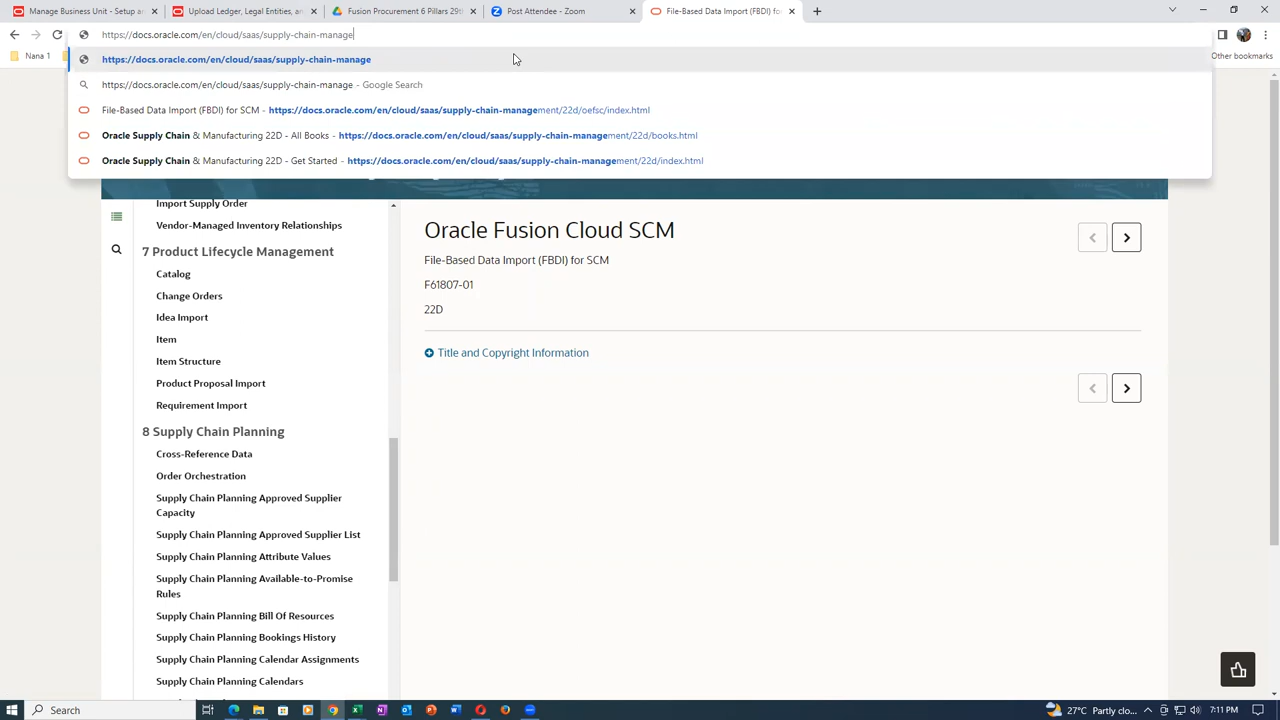 Manage Business Unit - Setup an
Upload Ledger, Legal Entities, an
Fusion Procurement 6 Pillars 29th
Post Attendee - Zoom
File-Based Data Import (FBDI) fo
https://docs.oracle.com/en/cloud/saas/supply-chain-manage
Nana 1
Other bookmarks
https://docs.oracle.com/en/cloud/saas/supply-chain-manage
https://docs.oracle.com/en/cloud/saas/supply-chain-manage - Google Search
File-Based Data Import (FBDI) for SCM - https://docs.oracle.com/en/cloud/saas/supply-chain-management/22d/oefsc/index.html
Oracle Supply Chain & Manufacturing 22D - All Books - https://docs.oracle.com/en/cloud/saas/supply-chain-management/22d/books.html
Oracle Supply Chain & Manufacturing 22D - Get Started - https://docs.oracle.com/en/cloud/saas/supply-chain-management/22d/index.html
Import Supply Order
Vendor-Managed Inventory Relationships
7 Product Lifecycle Management
Catalog
Change Orders
Idea Import
Item
Item Structure
Product Proposal Import
Requirement Import
8 Supply Chain Planning
Cross-Reference Data
Order Orchestration
Supply Chain Planning Approved Supplier
Capacity
Supply Chain Planning Approved Supplier List
Supply Chain Planning Attribute Values
Supply Chain Planning Available-to-Promise
Rules
Supply Chain Planning Bill Of Resources
Supply Chain Planning Bookings History
Supply Chain Planning Calendar Assignments
Supply Chain Planning Calendars
Oracle Fusion Cloud SCM
File-Based Data Import (FBDI) for SCM
F61807-01
22D
Title and Copyright Information
Search
27°C Partly clo...
7:11 PM